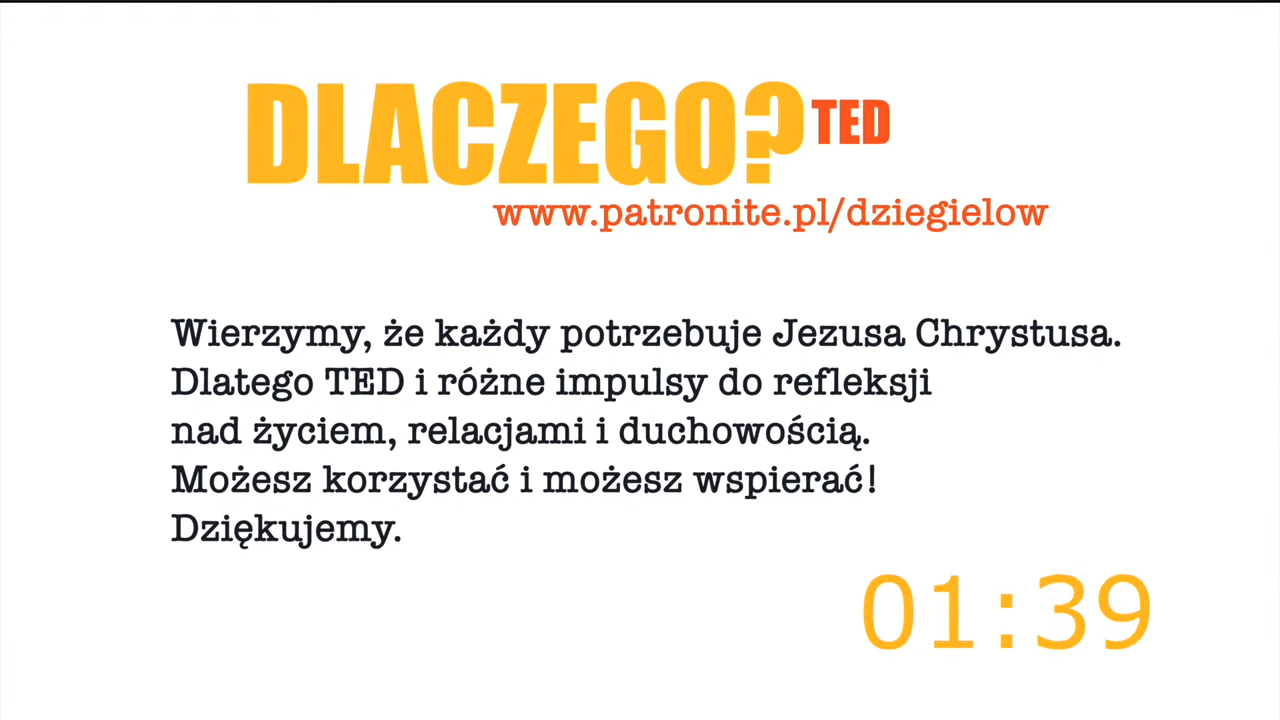 DLACZEGO? TED
www.patronite.pl/dziegielow
Wierzymy, że każdy potrzebuje Jezusa Chrystusa.
Dlatego TED i różne impulsy do refleksji
nad życiem, relacjami i duchowością.
Możesz korzystać i możesz wspierać!
Dziękujemy.
01:39